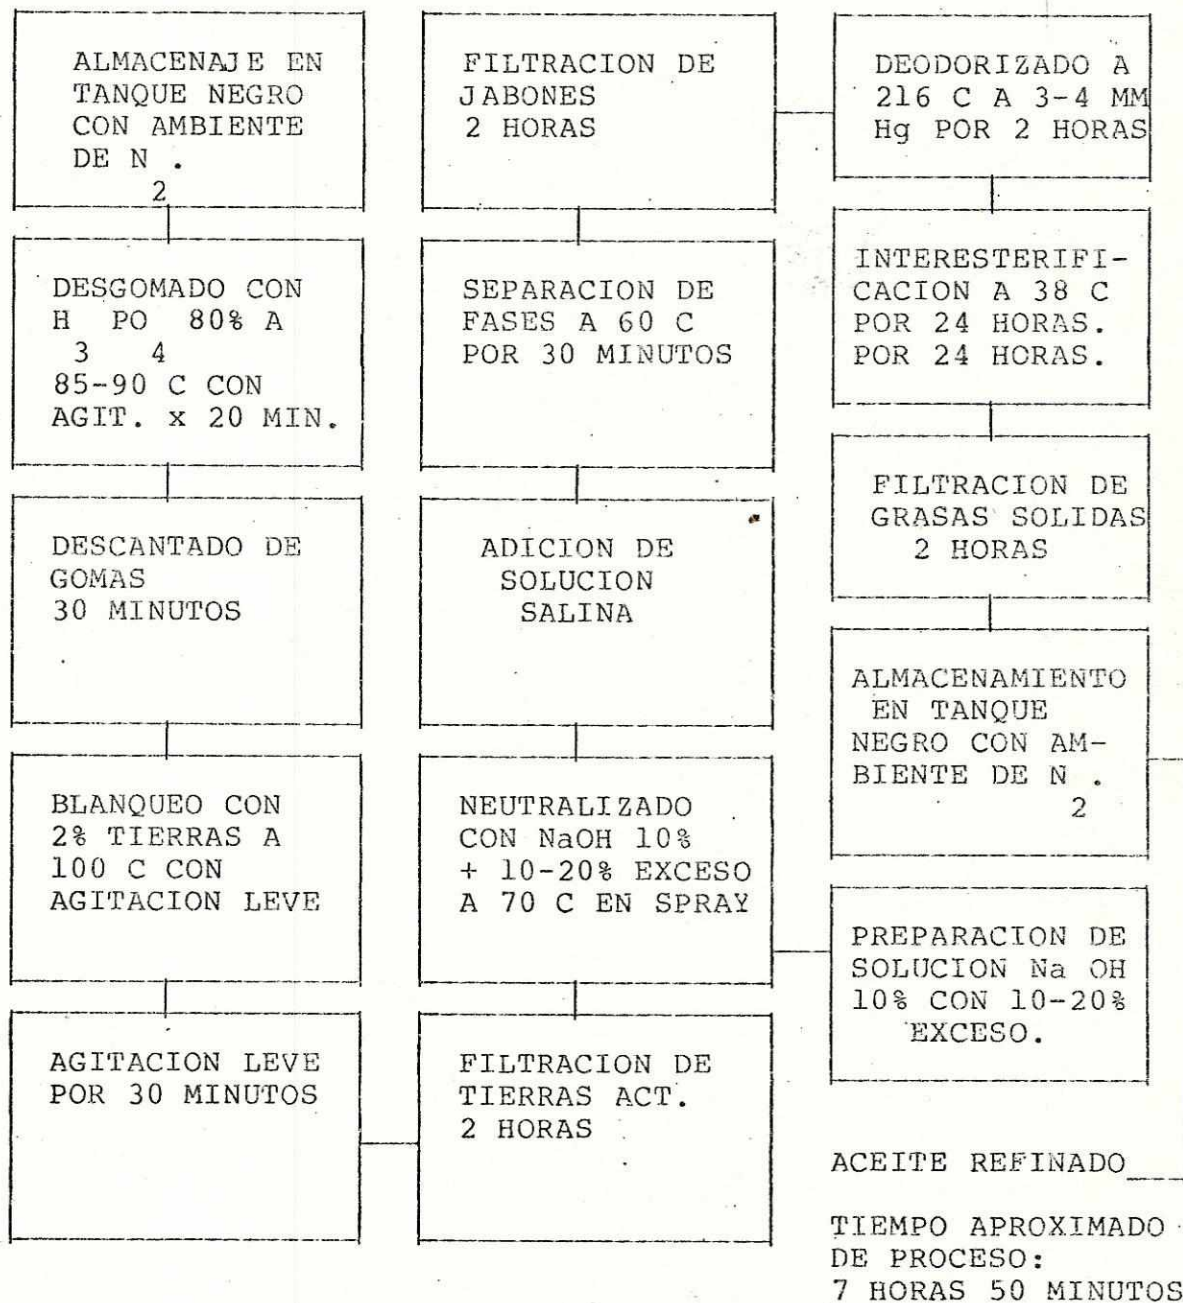 ALMACENAJE EN
TANQUE NEGRO
CON AMBIENTE
DE N .
2
DESGOMADO CON
H PO 80% A
3 4
85-90 C CON
AGIT. x 20 MIN.
DESCANTADO DE
GOMAS
30 MINUTOS
BLANQUEO CON
2% TIERRAS A
100 C CON
AGITACION LEVE
AGITACION LEVE
POR 30 MINUTOS
FILTRACION DE
JABONES
2 HORAS
SEPARACION DE
FASES A 60 C
POR 30 MINUTOS
ADICION DE
SOLUCION
SALINA
NEUTRALIZADO
CON NaOH 10%
+ 10-20% EXCESO
A 70 C EN SPRAY
FILTRACION DE
TIERRAS ACT.
2 HORAS
DEODORIZADO A
216 C A 3-4 MM
Hg POR 2 HORAS
INTERESTERIFI-
CACION A 38 C
POR 24 HORAS.
POR 24 HORAS.
FILTRACION DE
GRASAS SOLIDAS
2 HORAS
ALMACENAMIENTO
EN TANQUE
NEGRO CON AM-
BIENTE DE N .
2
PREPARACION DE
SOLUCION Na OH
10% CON 10-20%
EXCESO.
ACEITE REFINADO
TIEMPO APROXIMADO
DE PROCESO:
7 HORAS 50 MINUTOS